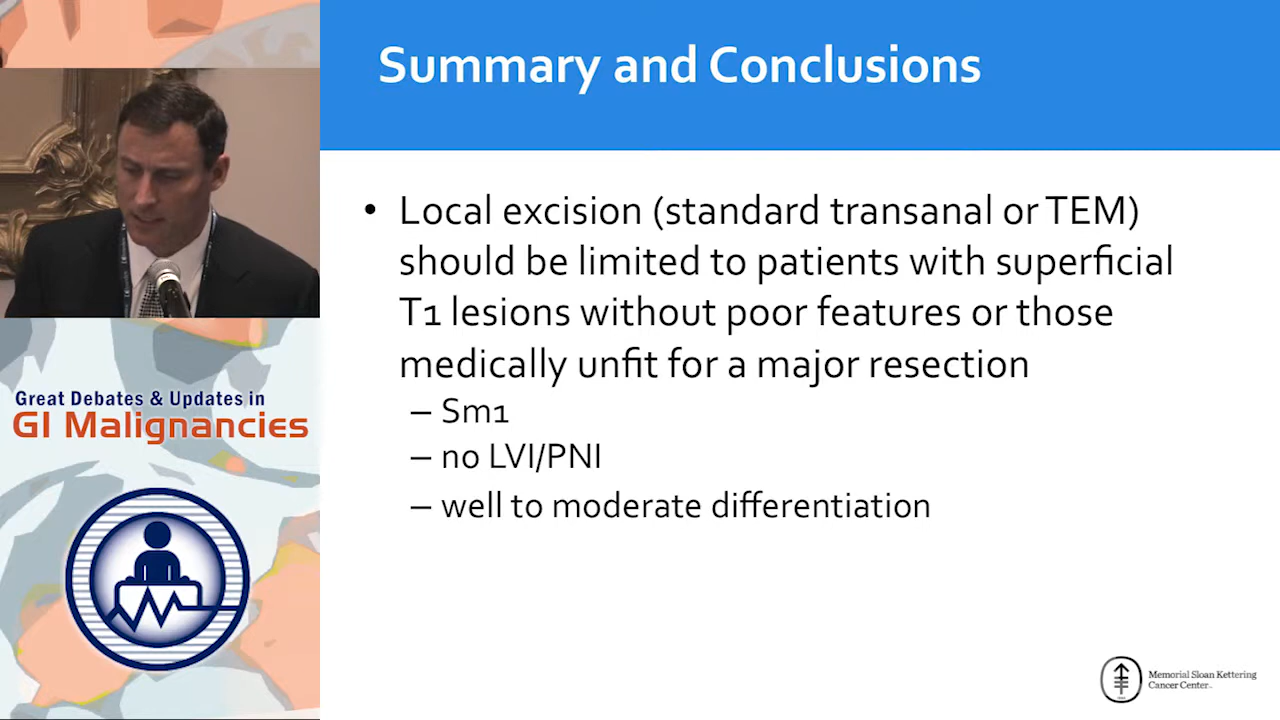 Summary and Conclusions
• Local excision (standard transanal or TEM)
should be limited to patients with superficial
T1 lesions without poor features or those
medically unfit for a major resection
– Sm1
– no LVI/PNI
– well to moderate differentiation
Great Debates & Updates in
GI Malignancies
Memorial Sloan Kettering
Cancer Center